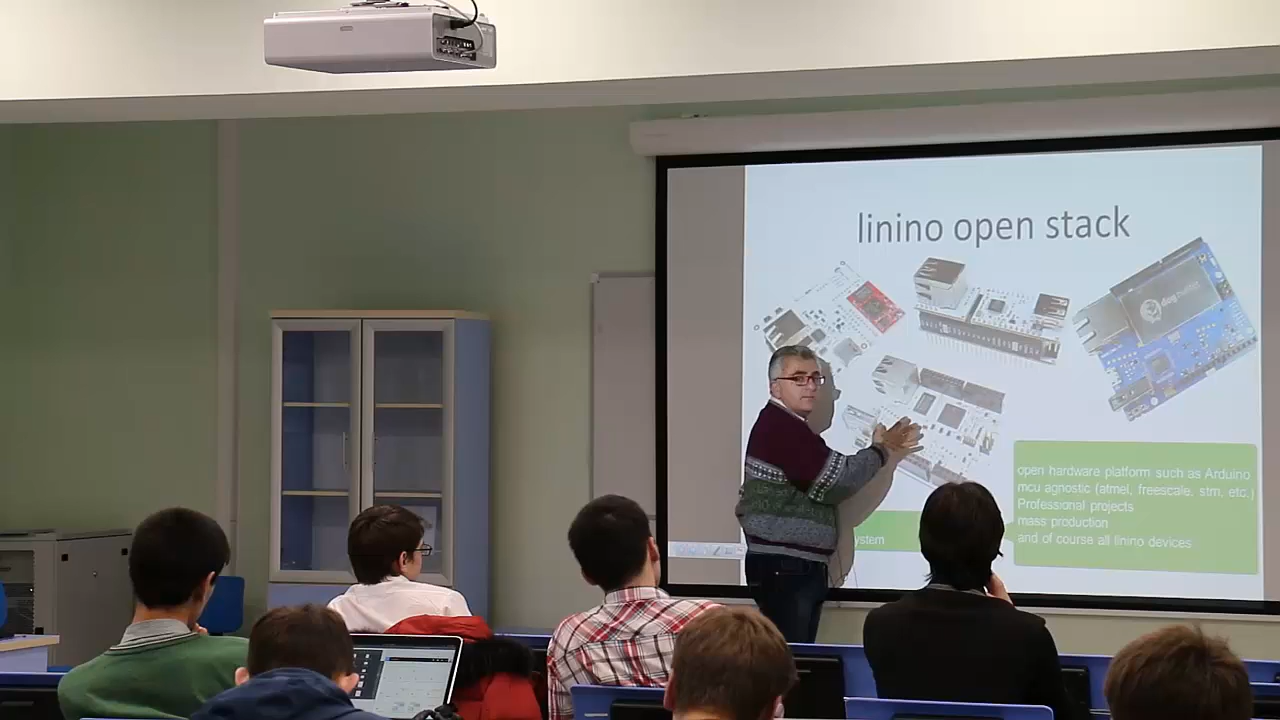 linino open stack
dog
open hardware platform such as Arduino
mcu agnostic (atmel, freescale, stm, etc.)
Professional projects
mass production
and of course all linino devices
ystem